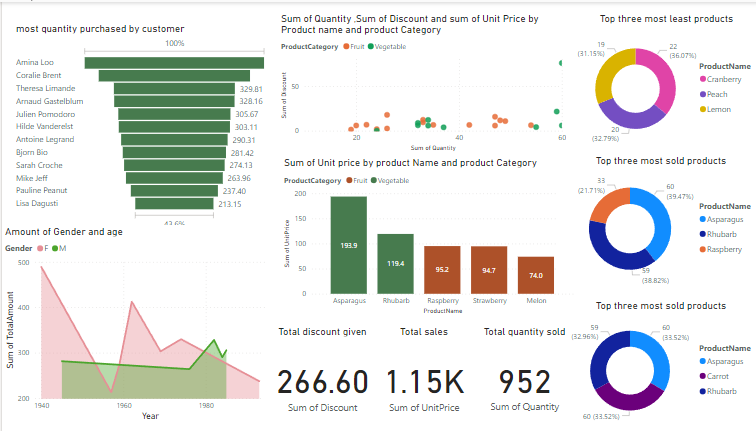 most quantity purchased by customer
100%
Amina Loo
Coralie Brent
Theresa Limande 329.81
Arnaud Gastelblum 328.16
Julien Pomodoro 305.67
Hilde Vanderelst 303.11
Antoine Legrand 290.31
Bjorn Bio 281.42
Sarah Croche 274.13
Mike Jeff 263.96
Pauline Peanut 237.40
Lisa Dagusti 213.15
43.6%
Amount of Gender and age
Gender F M
Sum of TotalAmount
500
400
300
200
1940 1960 1980
Year
Sum of Quantity ,Sum of Discount and sum of Unit Price by
Product name and product Category
ProductCategory Fruit Vegetable
Sum of Discount
50
0
20 40 60
Sum of Quantity
Sum of Unit price by product Name and product Category
ProductCategory Fruit Vegetable
Sum of UnitPrice
200
150
100
50
0
193.9 119.4 95.2 94.7 74.0
Asparagus Rhubarb Raspberry Strawberry Melon
ProductName
Total discount given
266.60
Sum of Discount
Total sales
1.15K
Sum of UnitPrice
Total quantity sold
952
Sum of Quantity
Top three most least products
19
(31.15%)
22
(36.07%)
20
(32.79%)
ProductName
Cranberry
Peach
Lemon
Top three most sold products
33
(21.71%)
60
(39.47%)
59
(38.82%)
ProductName
Asparagus
Rhubarb
Raspberry
Top three most sold products
59
(32.96%)
60
(33.52%)
60 (33.52%)
ProductName
Asparagus
Carrot
Rhubarb